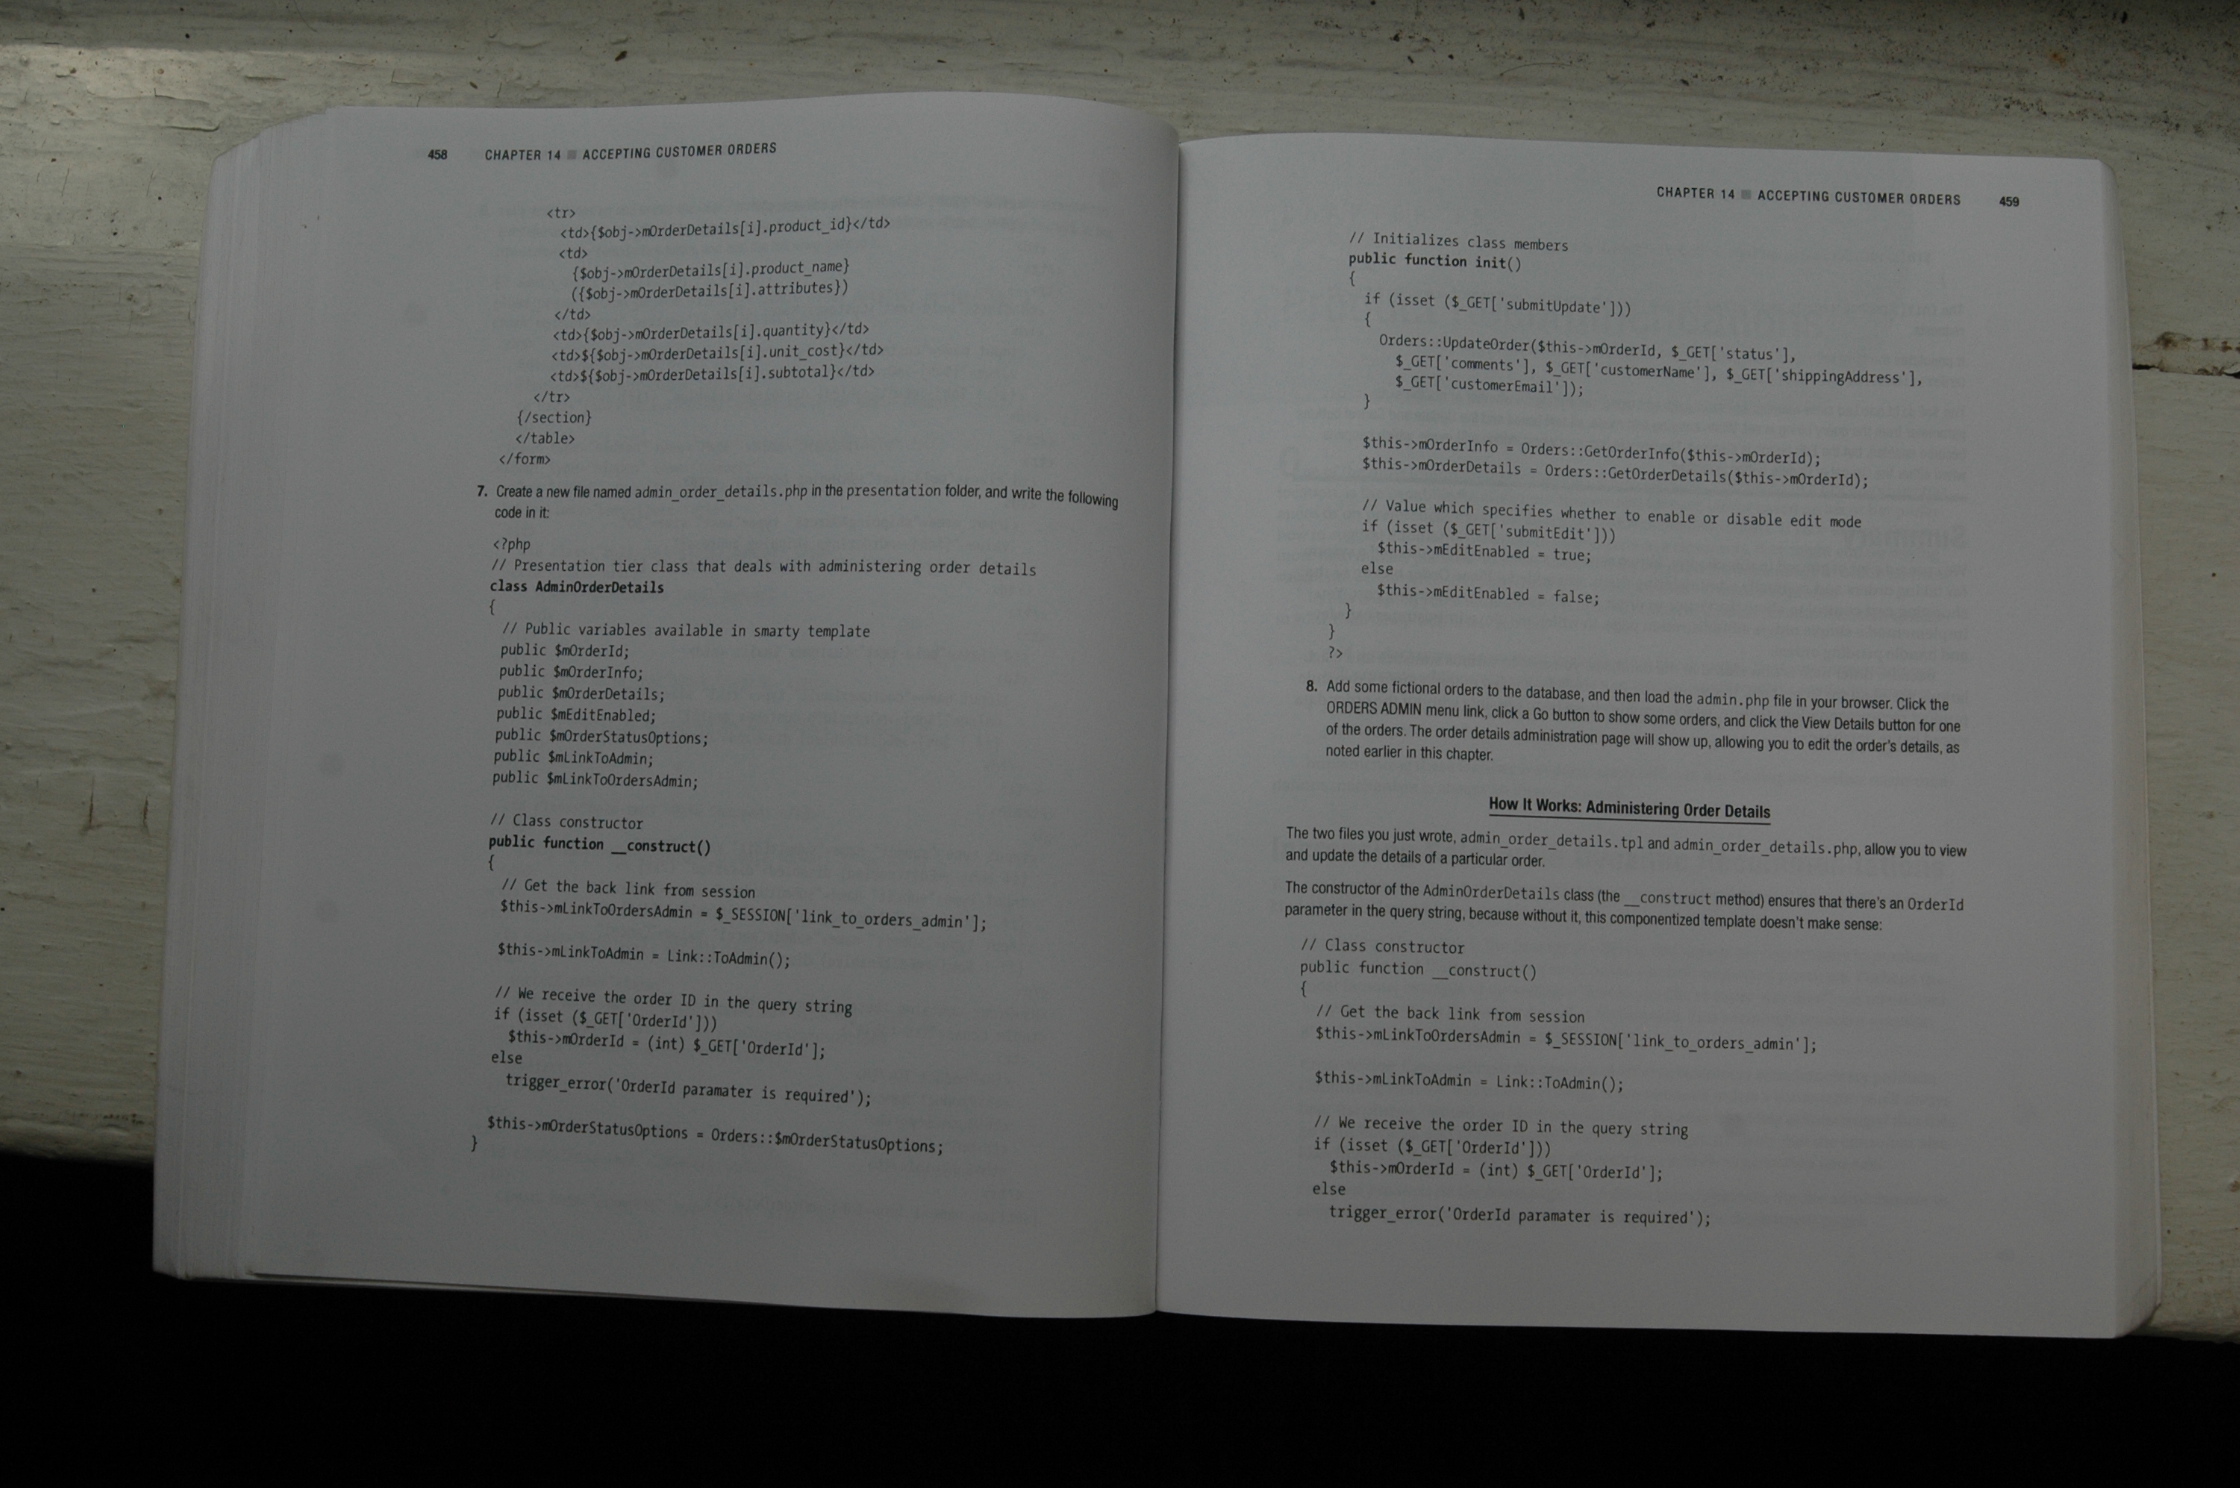 458 CHAPTER 14 ■ ACCEPTING CUSTOMER ORDERS
<tr>
<td>{$obj->mOrderDetails[i].product_id}</td>
<td>
{$obj->mOrderDetails[i].product_name}
({$obj->mOrderDetails[i].attributes})
</td>
<td>{$obj->mOrderDetails[i].quantity}</td>
<td>${$obj->mOrderDetails[i].unit_cost}</td>
<td>${$obj->mOrderDetails[i].subtotal}</td>
</tr>
{/section}
</table>
</form>
7. Create a new file named admin_order_details.php in the presentation folder, and write the following
code in it:
<?php
// Presentation tier class that deals with administering order details
class AdminOrderDetails
{
// Public variables available in smarty template
public $mOrderId;
public $mOrderInfo;
public $mOrderDetails;
public $mEditEnabled;
public $mOrderStatusOptions;
public $mLinkToAdmin;
public $mLinkToOrdersAdmin;
// Class constructor
public function __construct()
{
// Get the back link from session
$this->mLinkToOrdersAdmin = $_SESSION['link_to_orders_admin'];
$this->mLinkToAdmin = Link::ToAdmin();
// We receive the order ID in the query string
if (isset ($_GET['OrderId']))
$this->mOrderId = (int) $_GET['OrderId'];
else
trigger_error('OrderId paramater is required');
$this->mOrderStatusOptions = Orders::$mOrderStatusOptions;
}
CHAPTER 14 ■ ACCEPTING CUSTOMER ORDERS 459
// Initializes class members
public function init()
{
if (isset ($_GET['submitUpdate']))
{
Orders::UpdateOrder($this->mOrderId, $_GET['status'],
$_GET['comments'], $_GET['customerName'], $_GET['shippingAddress'],
$_GET['customerEmail']);
}
$this->mOrderInfo = Orders::GetOrderInfo($this->mOrderId);
$this->mOrderDetails = Orders::GetOrderDetails($this->mOrderId);
// Value which specifies whether to enable or disable edit mode
if (isset ($_GET['submitEdit']))
$this->mEditEnabled = true;
else
$this->mEditEnabled = false;
}
}
?>
8. Add some fictional orders to the database, and then load the admin.php file in your browser. Click the
ORDERS ADMIN menu link, click a Go button to show some orders, and click the View Details button for one
of the orders. The order details administration page will show up, allowing you to edit the order's details, as
noted earlier in this chapter.
How It Works: Administering Order Details
The two files you just wrote, admin_order_details.tpl and admin_order_details.php, allow you to view
and update the details of a particular order.
The constructor of the AdminOrderDetails class (the __construct method) ensures that there's an OrderId
parameter in the query string, because without it, this componentized template doesn't make sense:
// Class constructor
public function __construct()
{
// Get the back link from session
$this->mLinkToOrdersAdmin = $_SESSION['link_to_orders_admin'];
$this->mLinkToAdmin = Link::ToAdmin();
// We receive the order ID in the query string
if (isset ($_GET['OrderId']))
$this->mOrderId = (int) $_GET['OrderId'];
else
trigger_error('OrderId paramater is required');